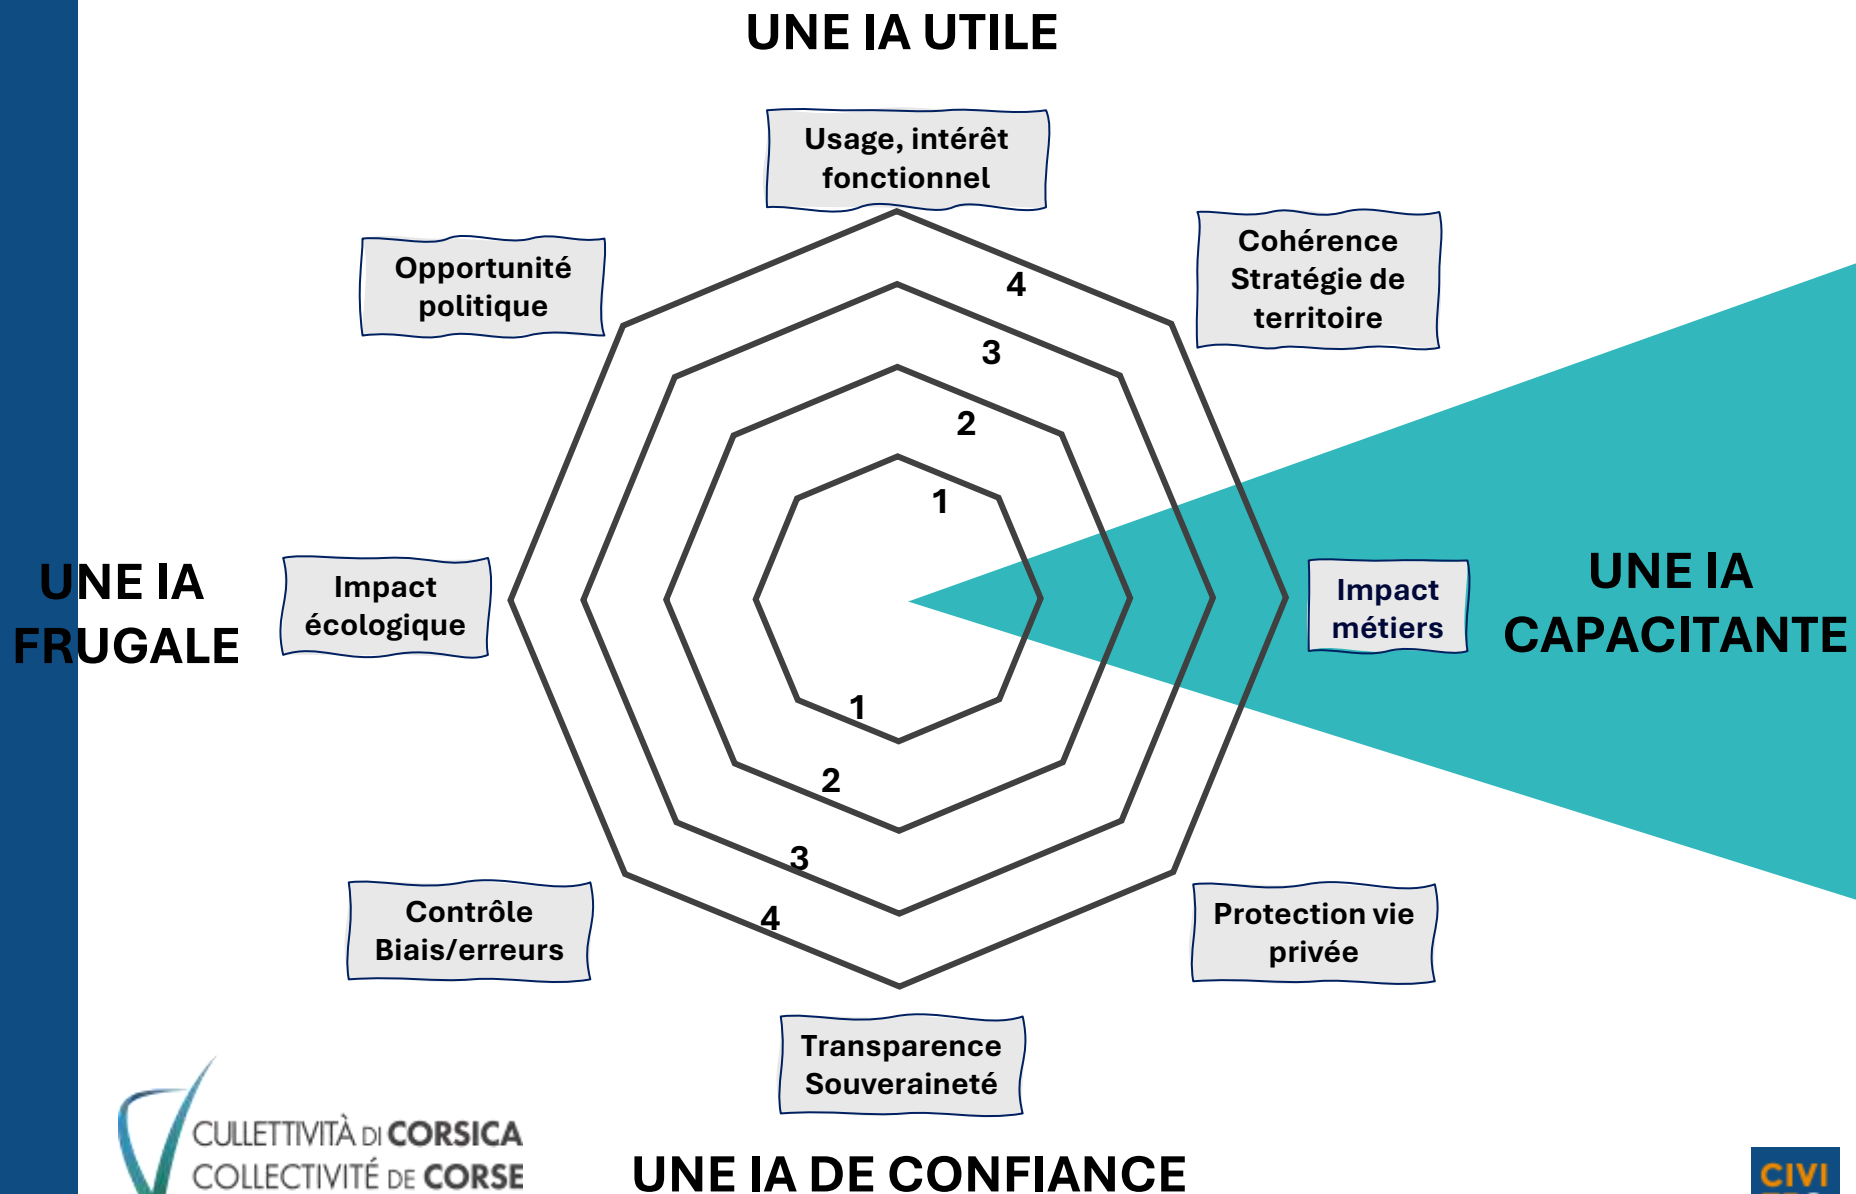 UNE IA UTILE
Usage, intérêt
fonctionnel
Opportunité
politique
Cohérence
Stratégie de
territoire
4
3
2
1
UNE IA
FRUGALE
Impact
écologique
Impact
métiers
UNE IA
CAPACITANTE
1
2
3
4
Contrôle
Biais/erreurs
Protection vie
privée
Transparence
Souveraineté
CULLETTIVITÀ DI CORSICA
COLLECTIVITÉ DE CORSE
UNE IA DE CONFIANCE
CIVI